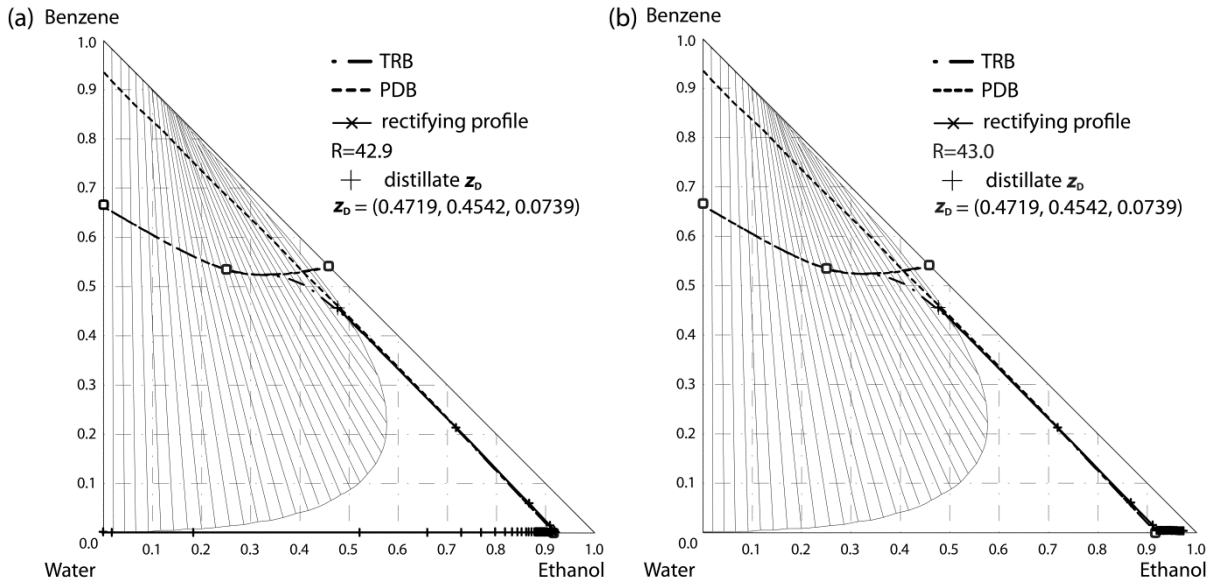 (a) Benzene
1.0
0.9
0.8
0.7
0.6
0.5
0.4
0.3
0.2
0.1
0.0
0.1 0.2 0.3 0.4 0.5 0.6 0.7 0.8 0.9 1.0
Water Ethanol
TRB
PDB
rectifying profile
R=42.9
distillate z_D
z_D = (0.4719, 0.4542, 0.0739)
(b) Benzene
1.0
0.9
0.8
0.7
0.6
0.5
0.4
0.3
0.2
0.1
0.0
0.1 0.2 0.3 0.4 0.5 0.6 0.7 0.8 0.9 1.0
Water Ethanol
TRB
PDB
rectifying profile
R=43.0
distillate z_D
z_D = (0.4719, 0.4542, 0.0739)